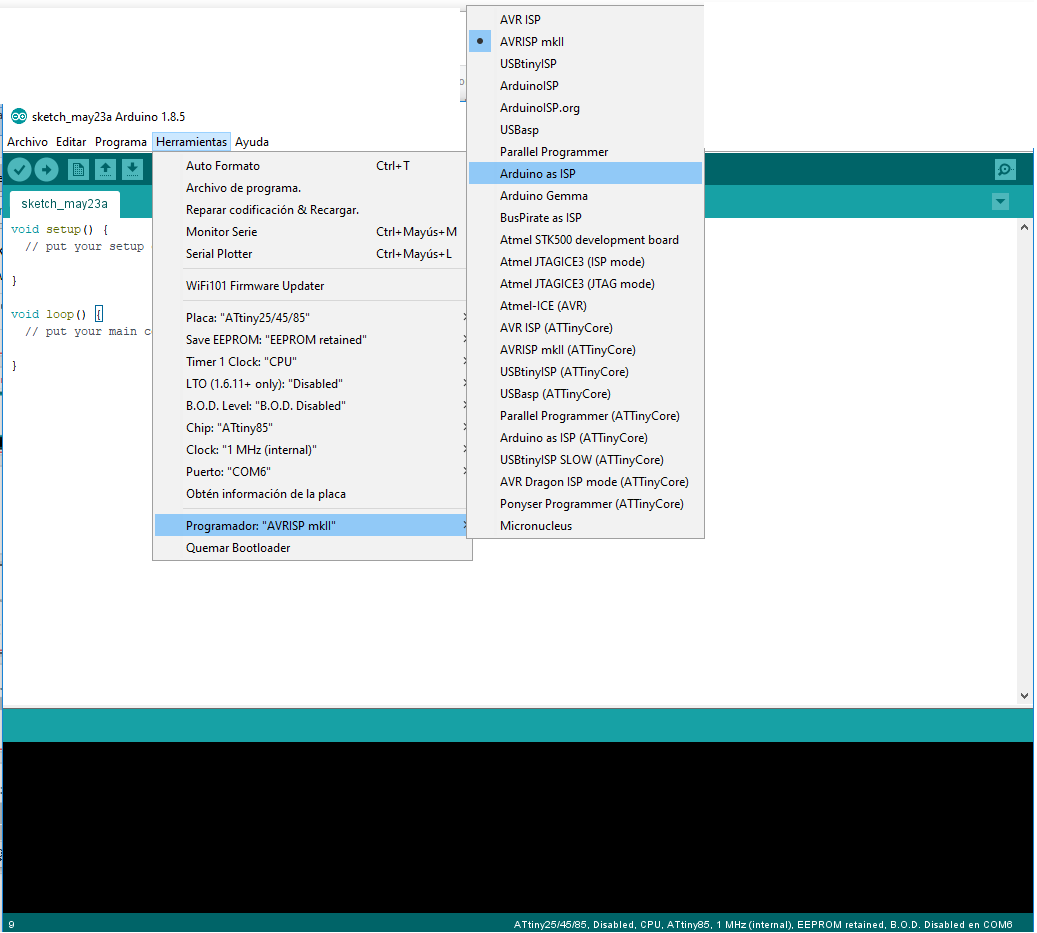 sketch_may23a Arduino 1.8.5
Archivo Editar Programa Herramientas Ayuda
sketch_may23a
void setup() {
// put your setup
}
void loop() {
// put your main c
}
Auto Formato Ctrl+T
Archivo de programa.
Reparar codificación & Recargar.
Monitor Serie Ctrl+Mayús+M
Serial Plotter Ctrl+Mayús+L
WiFi101 Firmware Updater
Placa: "ATtiny25/45/85"
Save EEPROM: "EEPROM retained"
Timer 1 Clock: "CPU"
LTO (1.6.11+ only): "Disabled"
B.O.D. Level: "B.O.D. Disabled"
Chip: "ATtiny85"
Clock: "1 MHz (internal)"
Puerto: "COM6"
Obtén información de la placa
Programador: "AVRISP mkII"
Quemar Bootloader
AVR ISP
AVRISP mkII
USBtinyISP
ArduinoISP
ArduinoISP.org
USBasp
Parallel Programmer
Arduino as ISP
Arduino Gemma
BusPirate as ISP
Atmel STK500 development board
Atmel JTAGICE3 (ISP mode)
Atmel JTAGICE3 (JTAG mode)
Atmel-ICE (AVR)
AVR ISP (ATTinyCore)
AVRISP mkII (ATTinyCore)
USBtinyISP (ATTinyCore)
USBasp (ATTinyCore)
Parallel Programmer (ATTinyCore)
Arduino as ISP (ATTinyCore)
USBtinyISP SLOW (ATTinyCore)
AVR Dragon ISP mode (ATTinyCore)
Ponyser Programmer (ATTinyCore)
Micronucleus
9
ATtiny25/45/85, Disabled, CPU, ATtiny85, 1 MHz (internal), EEPROM retained, B.O.D. Disabled en COM6